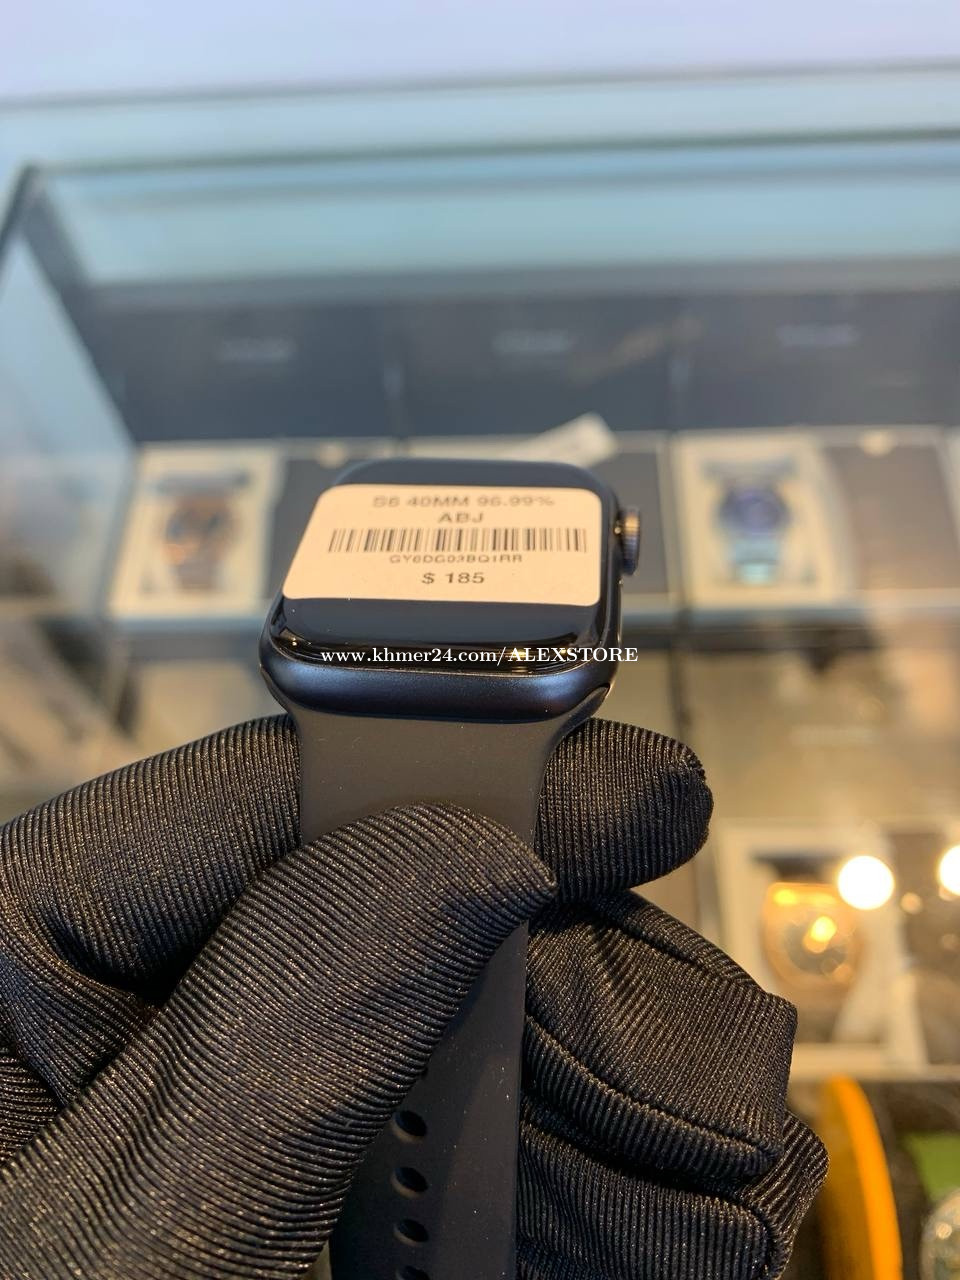 S6 40MM 96.99%
ABJ
GY6DG03BQ1RR
$ 185
www.khmer24.com/ALEXSTORE